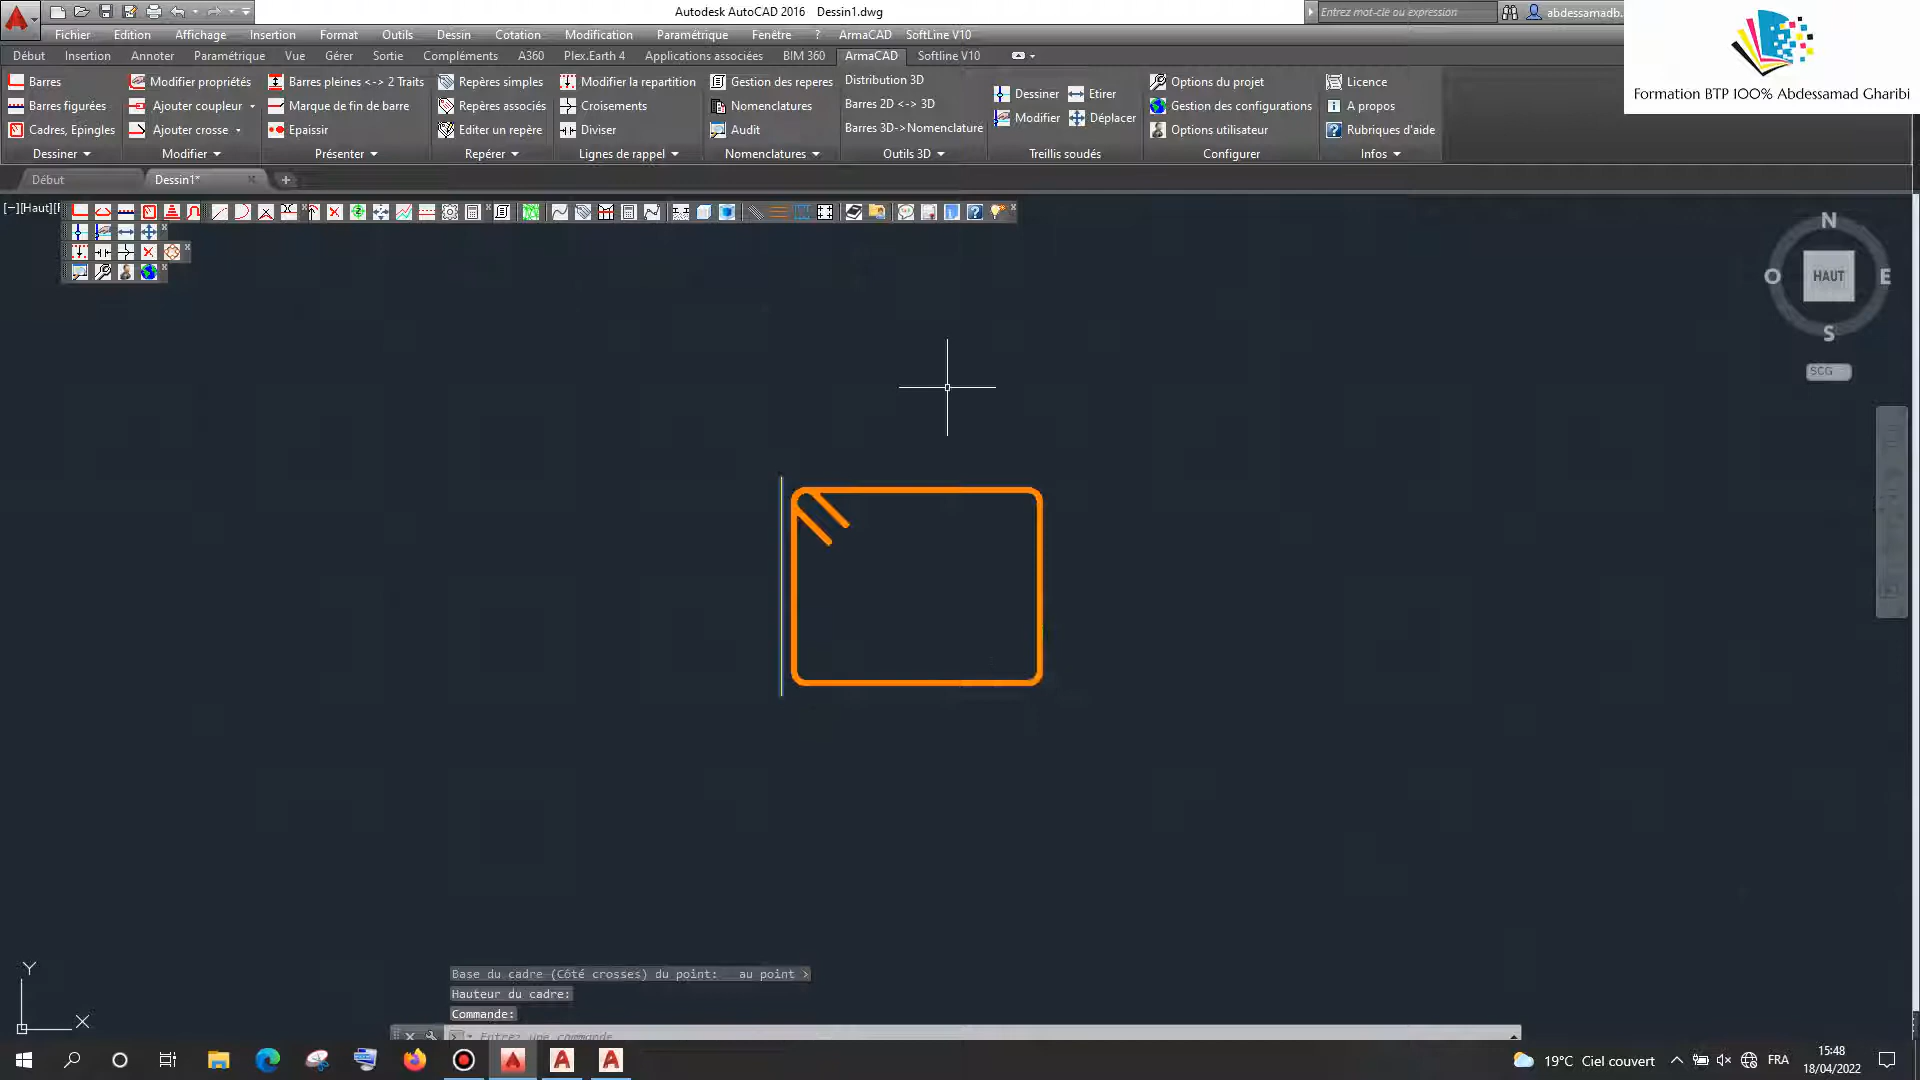 Autodesk AutoCAD 2016 Dessin1.dwg
Entrez mot-clé ou expression
abdessamadb.
Fichier Edition Affichage Insertion Format Outils Dessin Cotation Modification Paramétrique Fenêtre ? ArmaCAD SoftLine V10
Début Insertion Annoter Paramétrique Vue Gérer Sortie Compléments A360 Plex.Earth 4 Applications associées BIM 360 ArmaCAD Softline V10
Barres Modifier propriétés Barres pleines <-> 2 Traits Repères simples Modifier la repartition Gestion des reperes Distribution 3D Dessiner Etirer Options du projet Licence
Barres figurées Ajouter coupleur Marque de fin de barre Repères associés Croisements Nomenclatures Barres 2D <-> 3D Modifier Déplacer Gestion des configurations A propos
Cadres, Epingles Ajouter crosse Epaissir Editer un repère Diviser Audit Barres 3D->Nomenclature Options utilisateur Rubriques d'aide
Dessiner Modifier Présenter Repérer Lignes de rappel Nomenclatures Outils 3D Treillis soudés Configurer Infos
Formation BTP 100% Abdessamad Gharibi
Début Dessin1*
[−][Haut][
N
O HAUT E
S
SCG
Y
X
Base du cadre (Côté crosses) du point: au point >
Hauteur du cadre:
Commande:
Entrez une commande
19°C Ciel couvert
FRA
15:48
18/04/2022